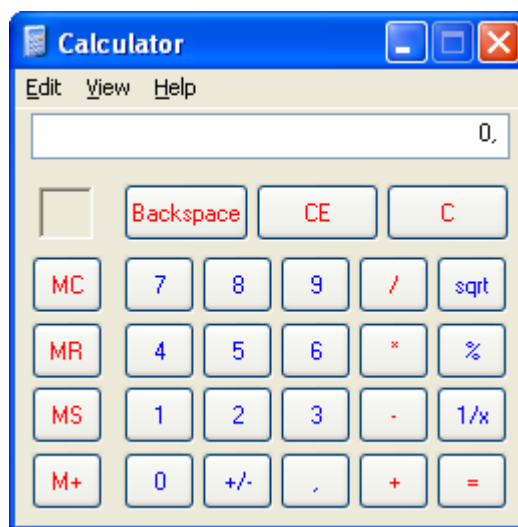 Calculator
Edit View Help
0,
Backspace CE C
MC 7 8 9 / sqrt
MR 4 5 6 * %
MS 1 2 3 - 1/x
M+ 0 +/- , + =